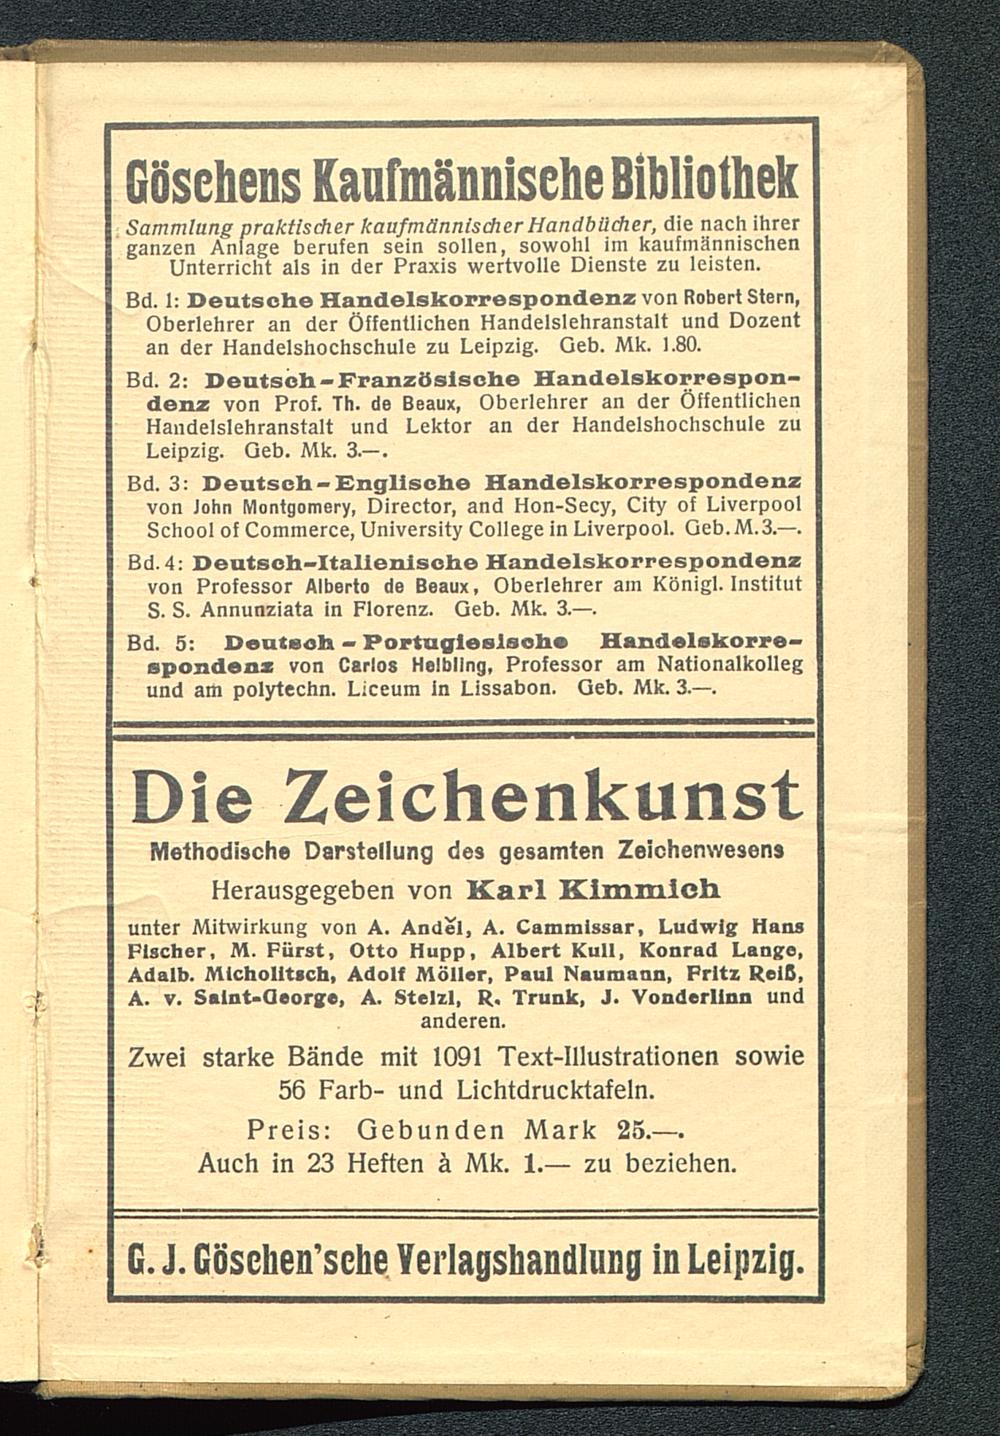 Göschens Kaufmännische Bibliothek
Sammlung praktischer kaufmännischer Handbücher, die nach ihrer
ganzen Anlage berufen sein sollen, sowohl im kaufmännischen
Unterricht als in der Praxis wertvolle Dienste zu leisten.
Bd. 1: Deutsche Handelskorrespondenz von Robert Stern,
Oberlehrer an der Öffentlichen Handelslehranstalt und Dozent
an der Handelshochschule zu Leipzig. Geb. Mk. 1.80.
Bd. 2: Deutsch-Französische Handelskorrespon-
denz von Prof. Th. de Beaux, Oberlehrer an der Öffentlichen
Handelslehranstalt und Lektor an der Handelshochschule zu
Leipzig. Geb. Mk. 3.—.
Bd. 3: Deutsch-Englische Handelskorrespondenz
von John Montgomery, Director, and Hon-Secy, City of Liverpool
School of Commerce, University College in Liverpool. Geb. M. 3.—.
Bd. 4: Deutsch-Italienische Handelskorrespondenz
von Professor Alberto de Beaux, Oberlehrer am Königl. Institut
S. S. Annunziata in Florenz. Geb. Mk. 3.—.
Bd. 5: Deutsch-Portugiesische Handelskorre-
spondenz von Carlos Helbling, Professor am Nationalkolleg
und am polytechn. Liceum in Lissabon. Geb. Mk. 3.—.
Die Zeichenkunst
Methodische Darstellung des gesamten Zeichenwesens
Herausgegeben von Karl Kimmich
unter Mitwirkung von A. Anděl, A. Cammissar, Ludwig Hans
Fischer, M. Fürst, Otto Hupp, Albert Kull, Konrad Lange,
Adalb. Micholitsch, Adolf Möller, Paul Naumann, Fritz Reiß,
A. v. Saint-George, A. Stelzl, R. Trunk, J. Vonderlinn und
anderen.
Zwei starke Bände mit 1091 Text-Illustrationen sowie
56 Farb- und Lichtdrucktafeln.
Preis: Gebunden Mark 25.—.
Auch in 23 Heften à Mk. 1.— zu beziehen.
G. J. Göschen'sche Verlagshandlung in Leipzig.